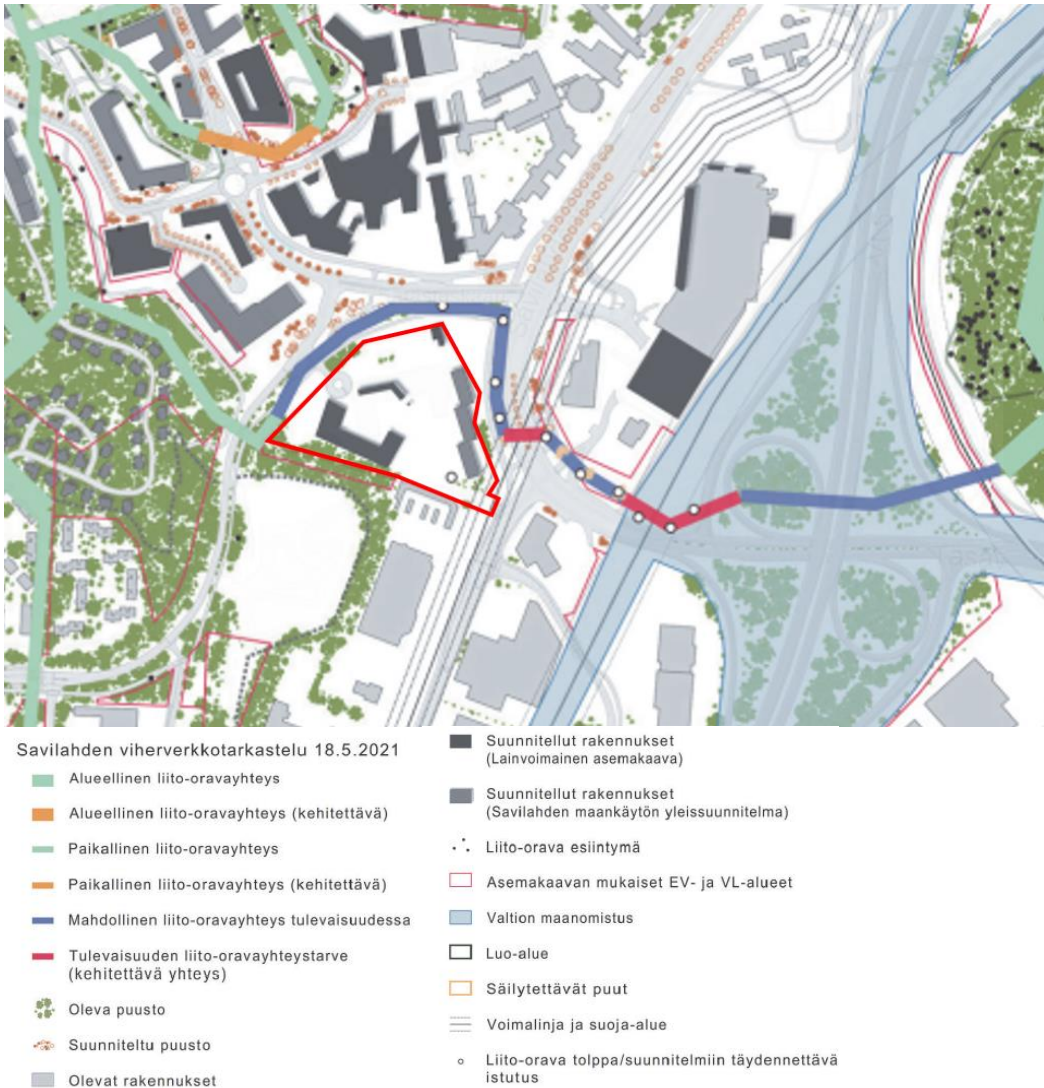 Savilahden viherverkkotarkastelu 18.5.2021
Alueellinen liito-oravayhteys
Alueellinen liito-oravayhteys (kehitettävä)
Paikallinen liito-oravayhteys
Paikallinen liito-oravayhteys (kehitettävä)
Mahdollinen liito-oravayhteys tulevaisuudessa
Tulevaisuuden liito-oravayhteystarve
(kehitettävä yhteys)
Oleva puusto
Suunniteltu puusto
Olevat rakennukset
Suunnitellut rakennukset
(Lainvoimainen asemakaava)
Suunnitellut rakennukset
(Savilahden maankäytön yleissuunnitelma)
Liito-orava esiintymä
Asemakaavan mukaiset EV- ja VL-alueet
Valtion maanomistus
Luo-alue
Säilytettävät puut
Voimalinja ja suoja-alue
Liito-orava tolppa/suunnitelmiin täydennettävä
istutus